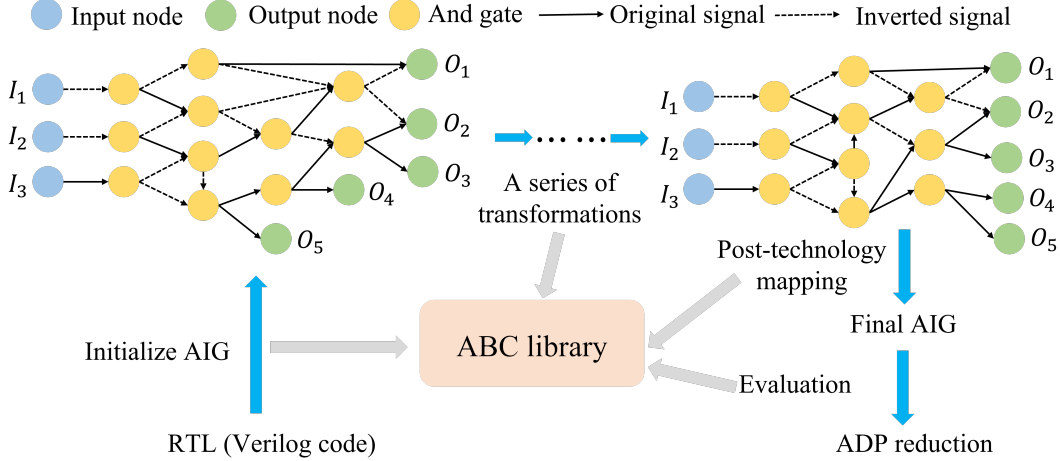 Input node Output node And gate Original signal Inverted signal
I₁
I₂
I₃
O₁
O₂
O₃
O₄
O₅
... ...
A series of
transformations
I₁
I₂
I₃
O₁
O₂
O₃
O₄
O₅
Post-technology
mapping
Initialize AIG
ABC library
Final AIG
Evaluation
RTL (Verilog code)
ADP reduction